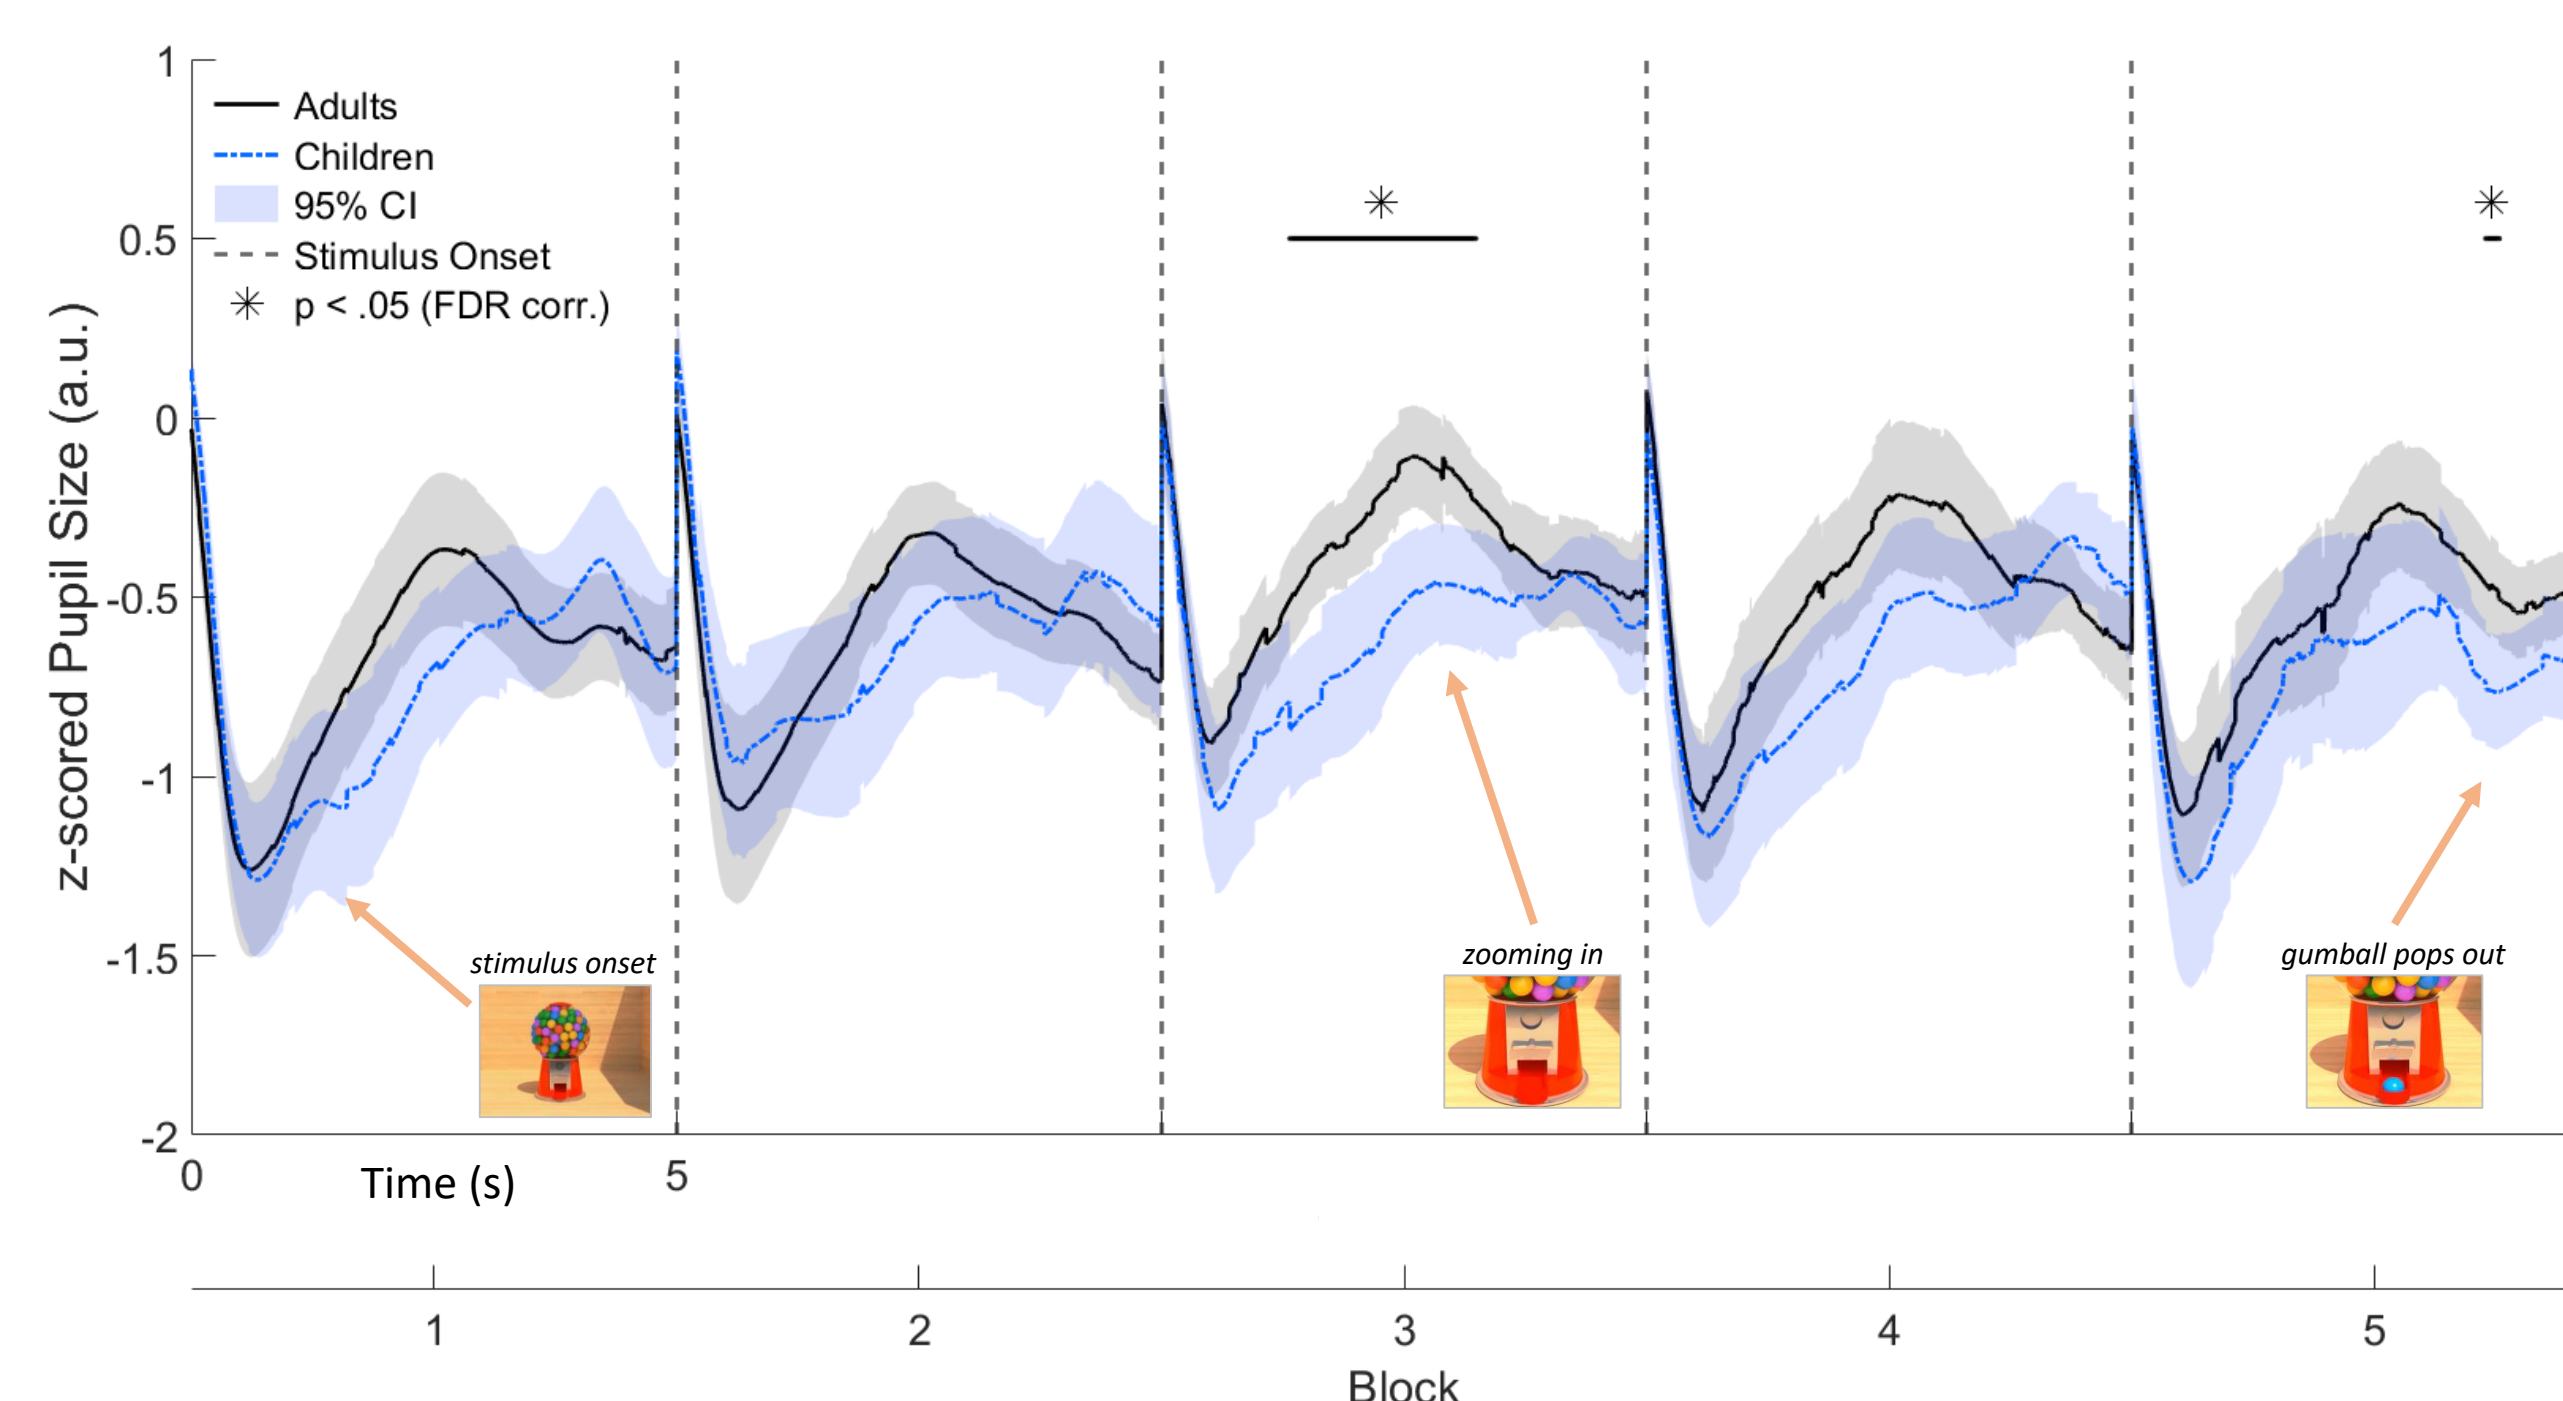 1
Adults
Children
95% CI
0.5
Stimulus Onset
✳ p < .05 (FDR corr.)
✳
✳
z-scored Pupil Size (a.u.)
0
-0.5
-1
-1.5
-2
stimulus onset
zooming in
gumball pops out
0 Time (s) 5
1 2 3 4 5
Block